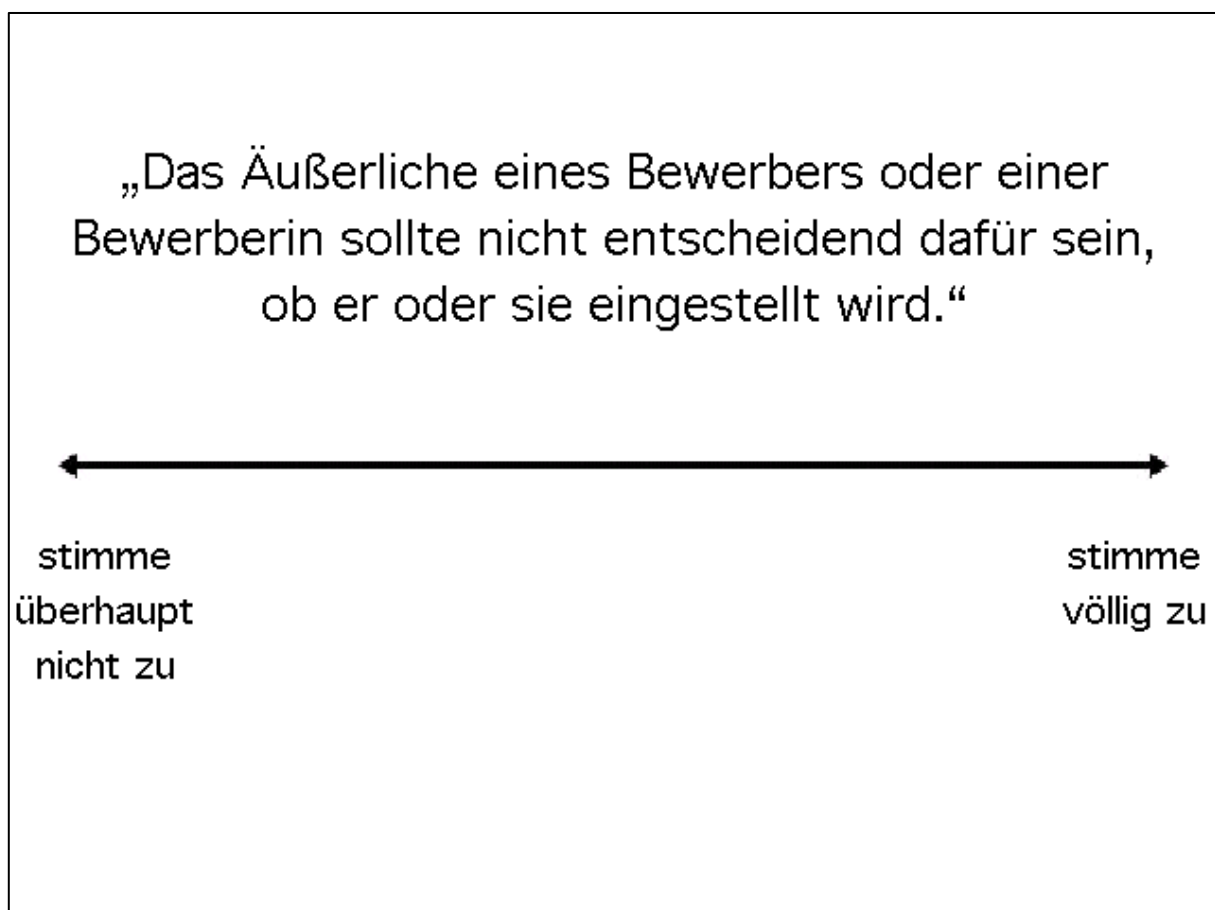 „Das Äußerliche eines Bewerbers oder einer
Bewerberin sollte nicht entscheidend dafür sein,
ob er oder sie eingestellt wird.“
stimme
überhaupt
nicht zu
stimme
völlig zu